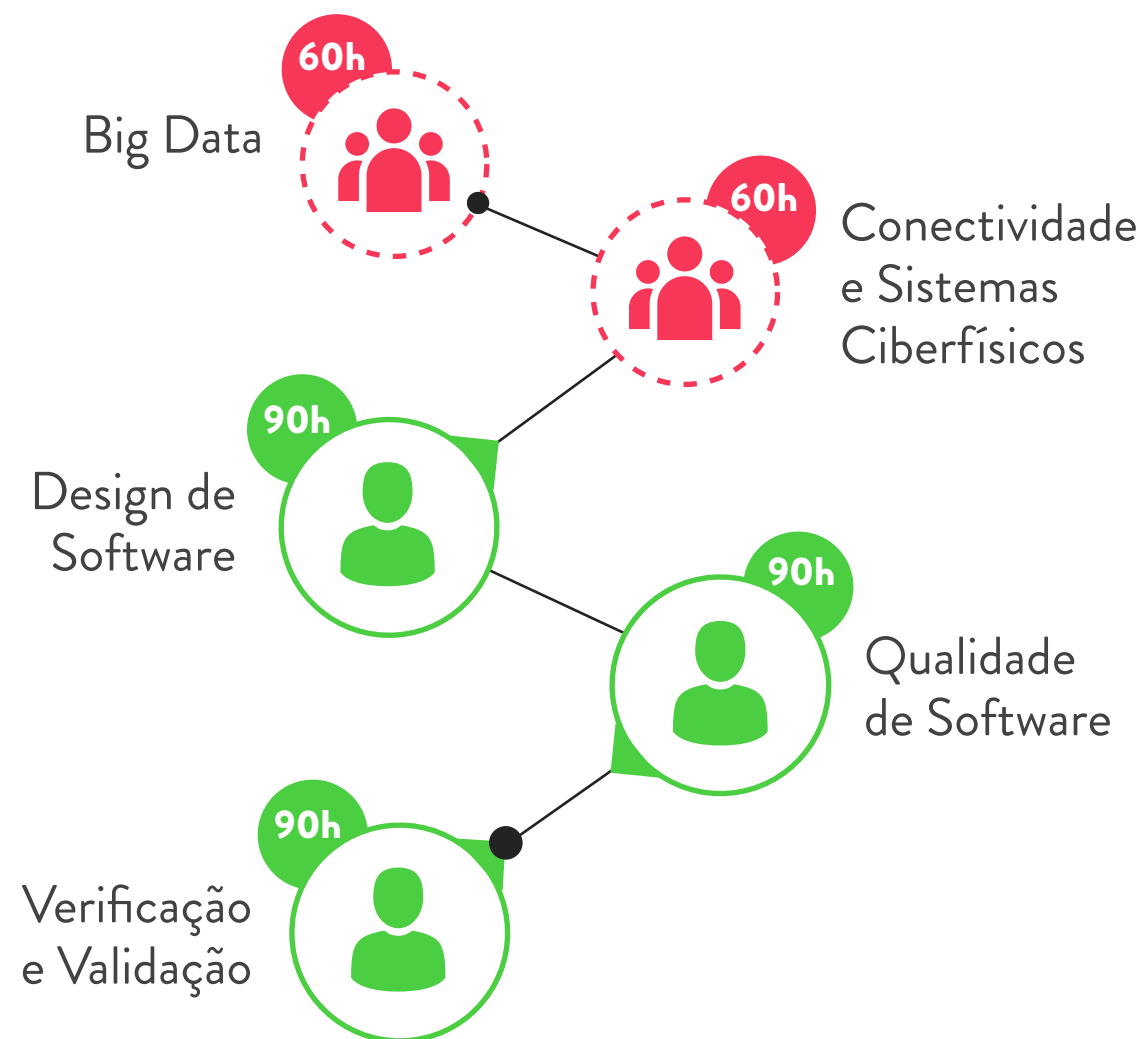 60h
Big Data
60h
Conectividade
e Sistemas
Ciberfísicos
90h
Design de
Software
90h
Qualidade
de Software
90h
Verificação
e Validação